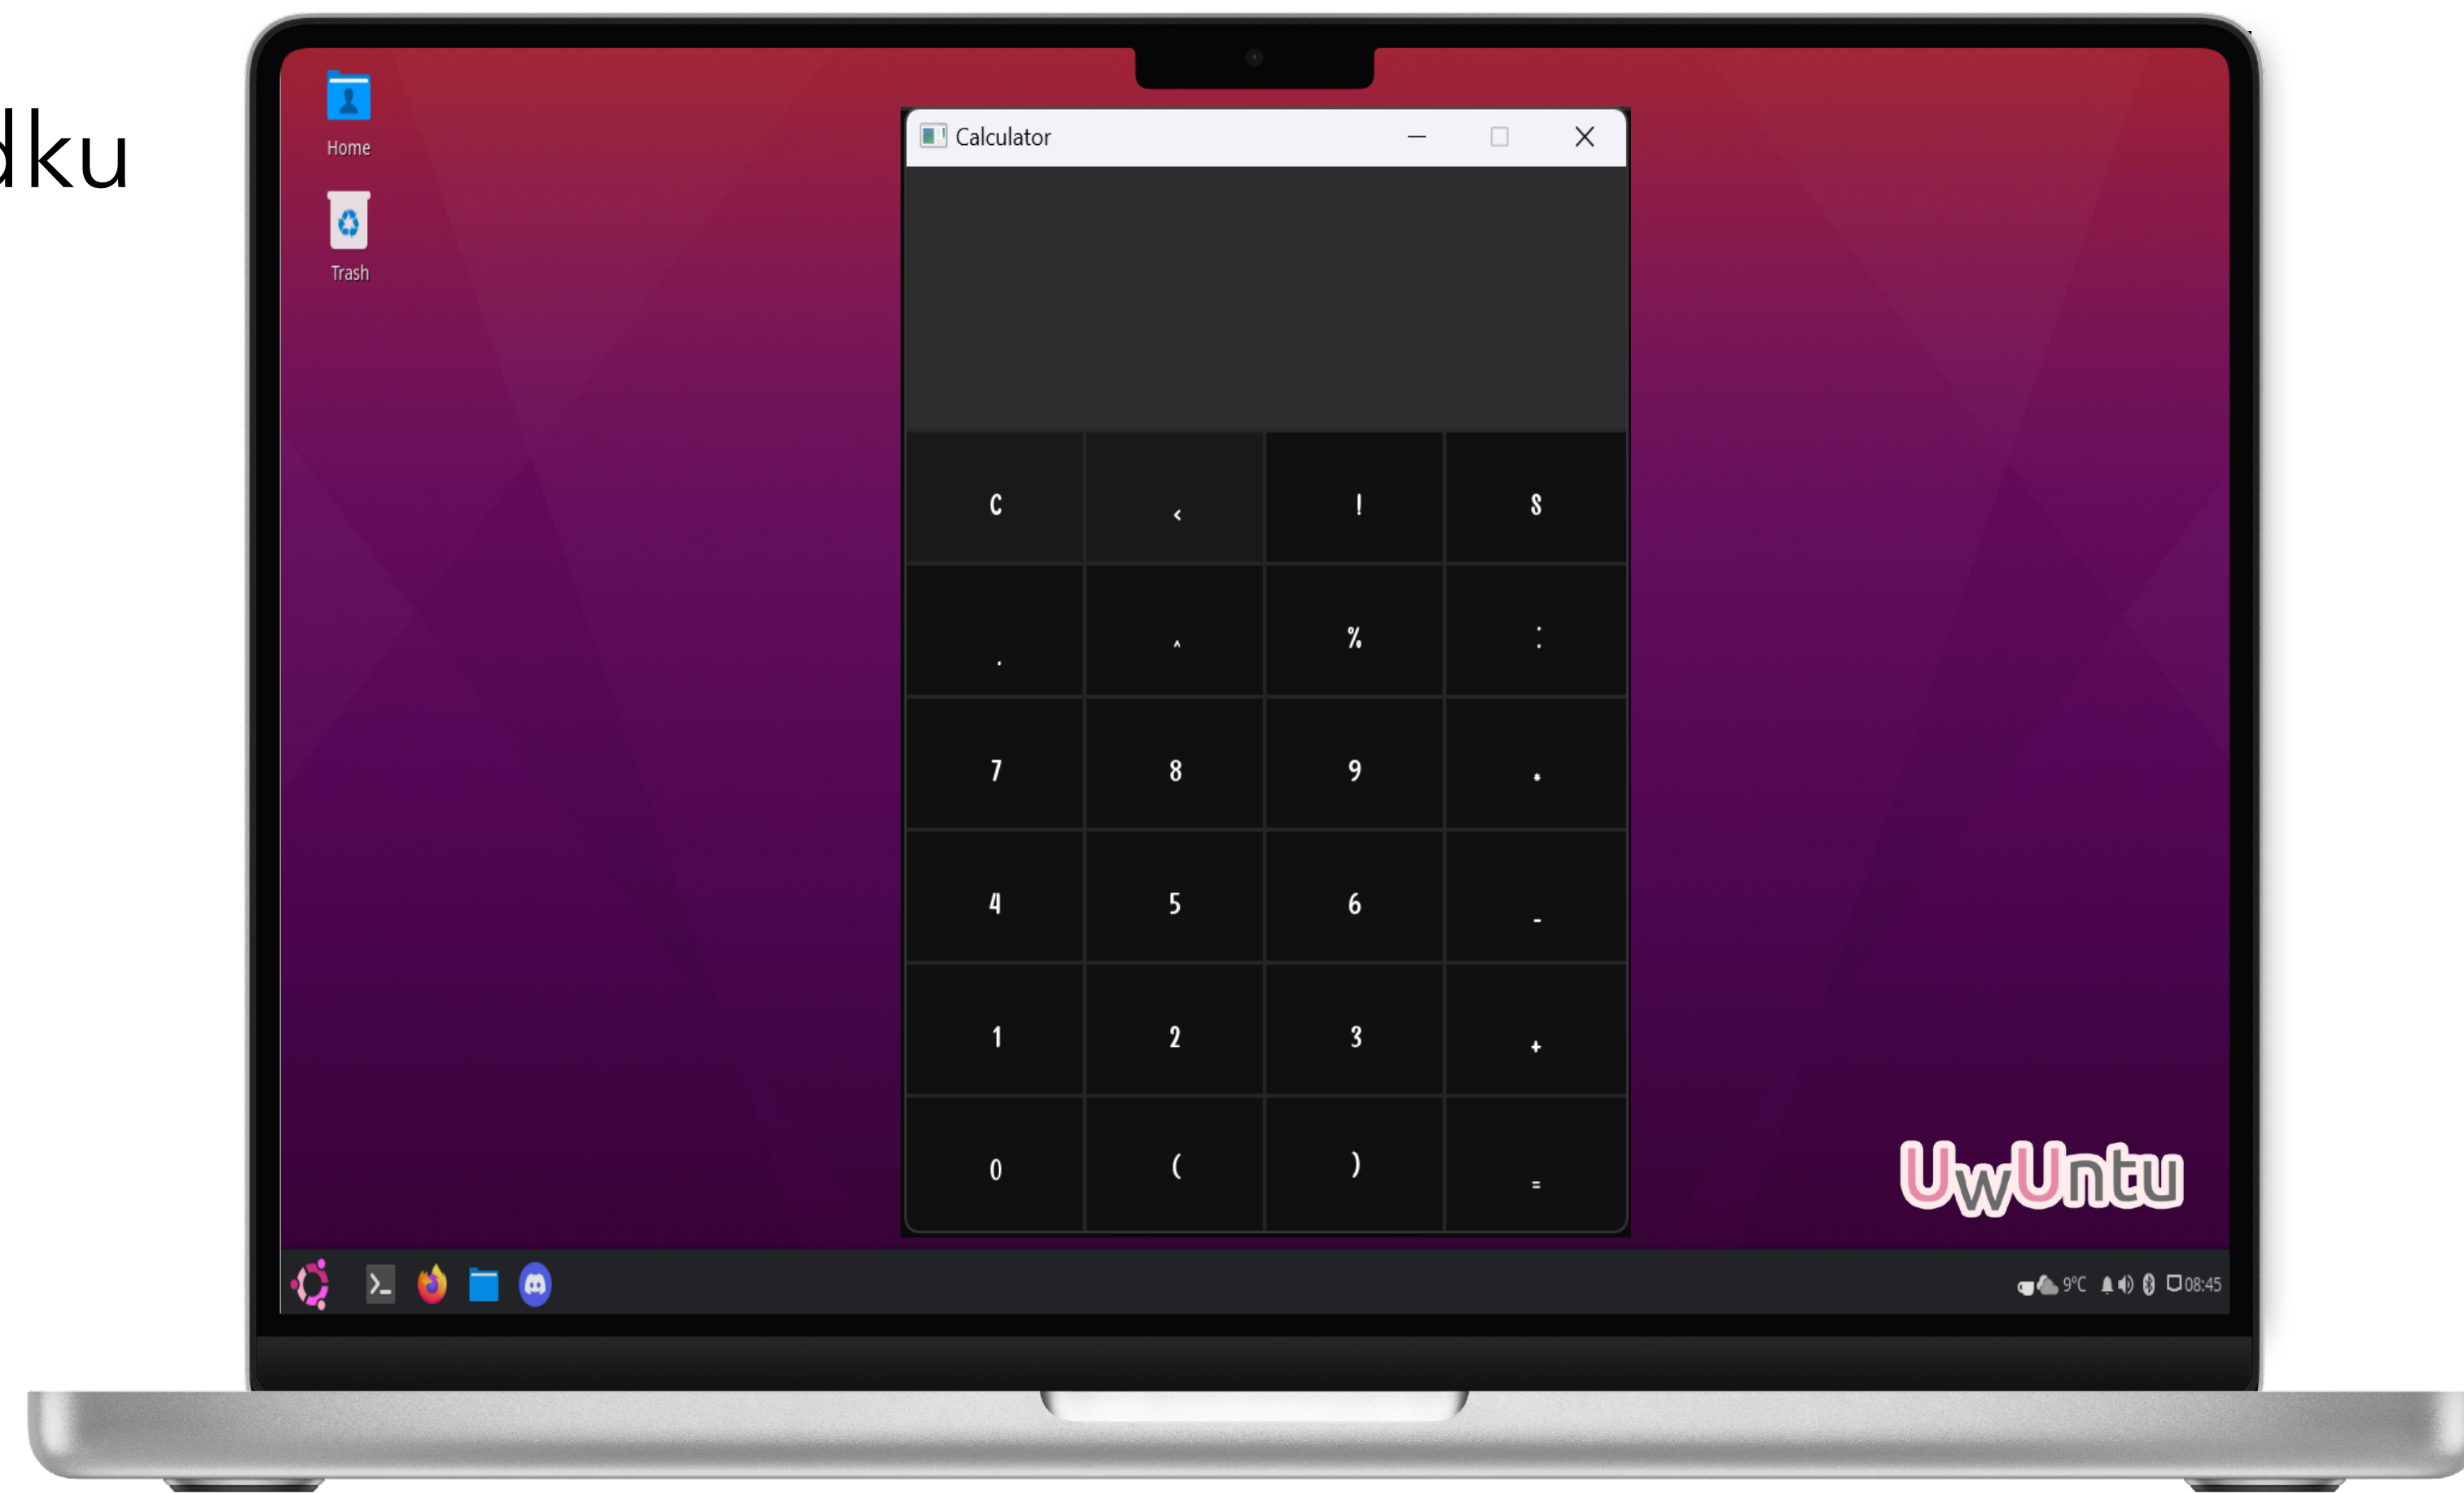 dku
Home
Trash
Calculator
C < ! S
. ^ % :
7 8 9 *
4 5 6 -
1 2 3 +
0 ( ) =
UwUntu
9°C 08:45